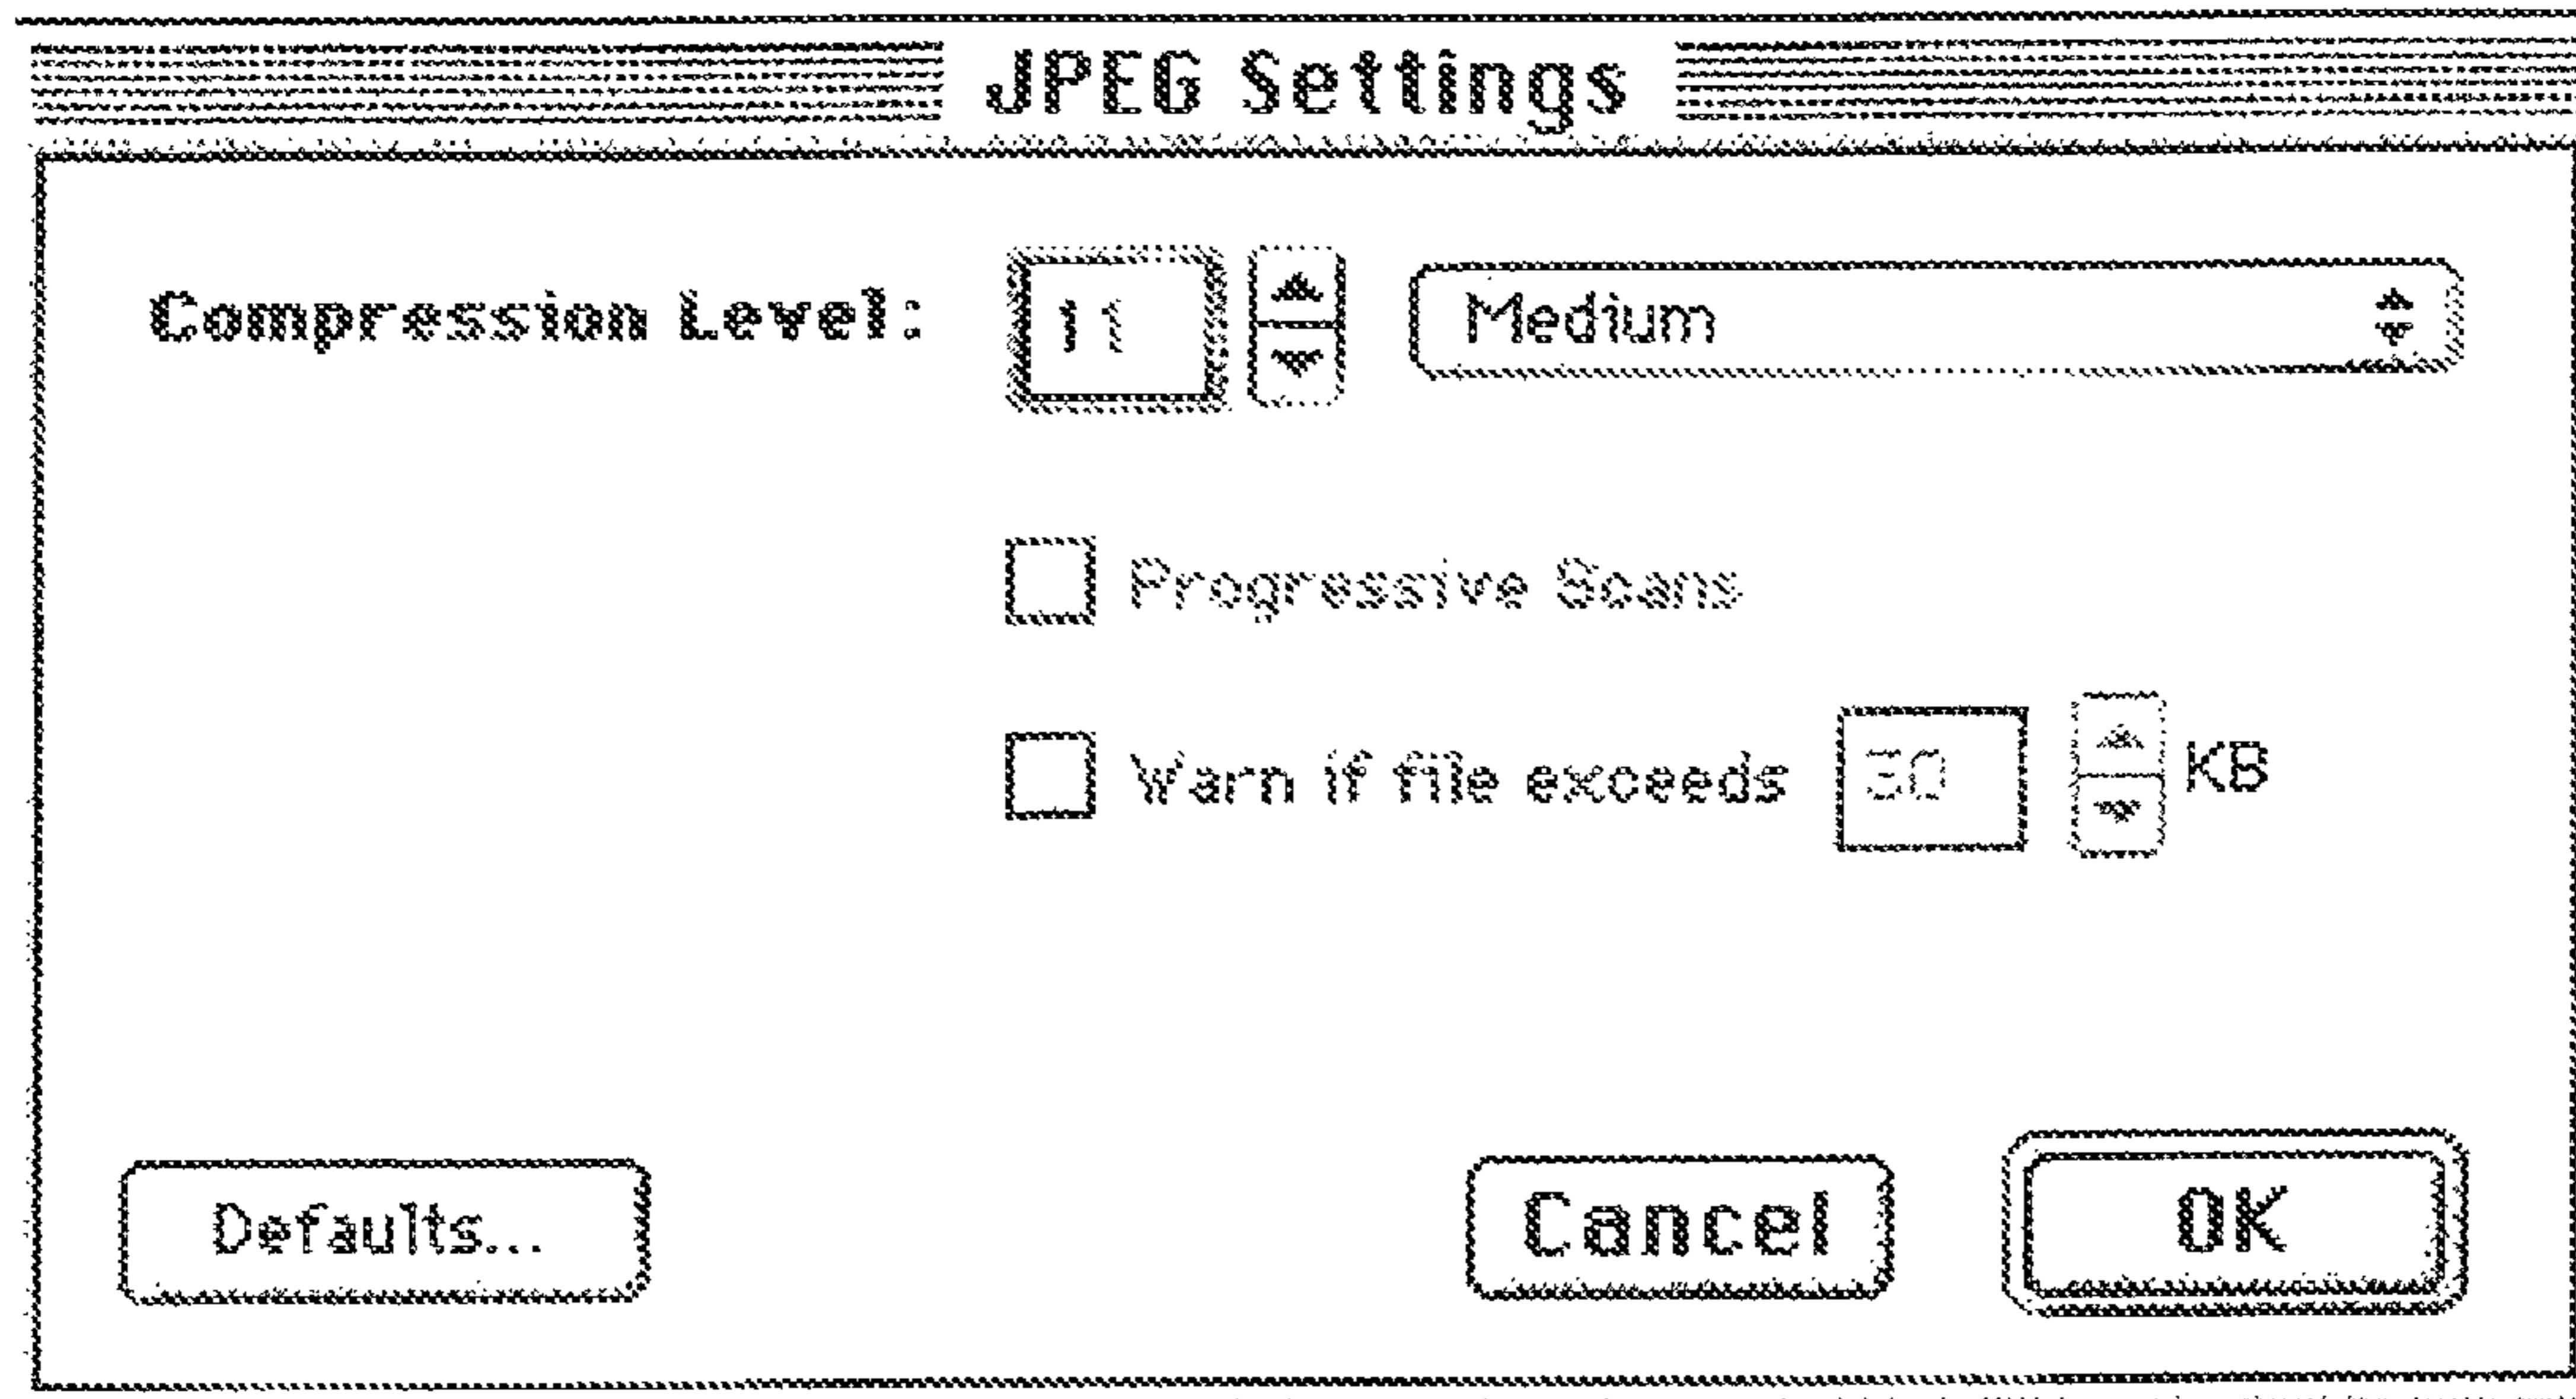 JPEG Settings
Compression Level: 11 Medium
Progressive Scans
Warn if file exceeds 30 KB
Defaults... Cancel OK